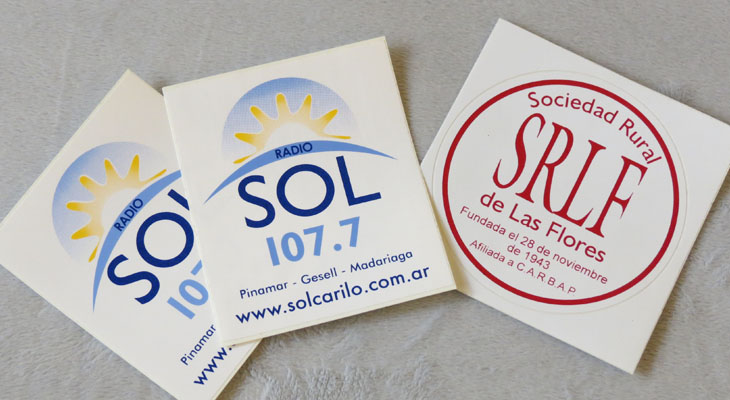 RADIO
SOL
107.7
Pinamar - Gesell - Madariaga
www.solcarilo.com.ar
RADIO
SOL
107
Pinamar
www.
Sociedad Rural
SRLF
de Las Flores
Fundada el 28 de noviembre
de 1943
Afiliada a C.A.R.B.A.P.